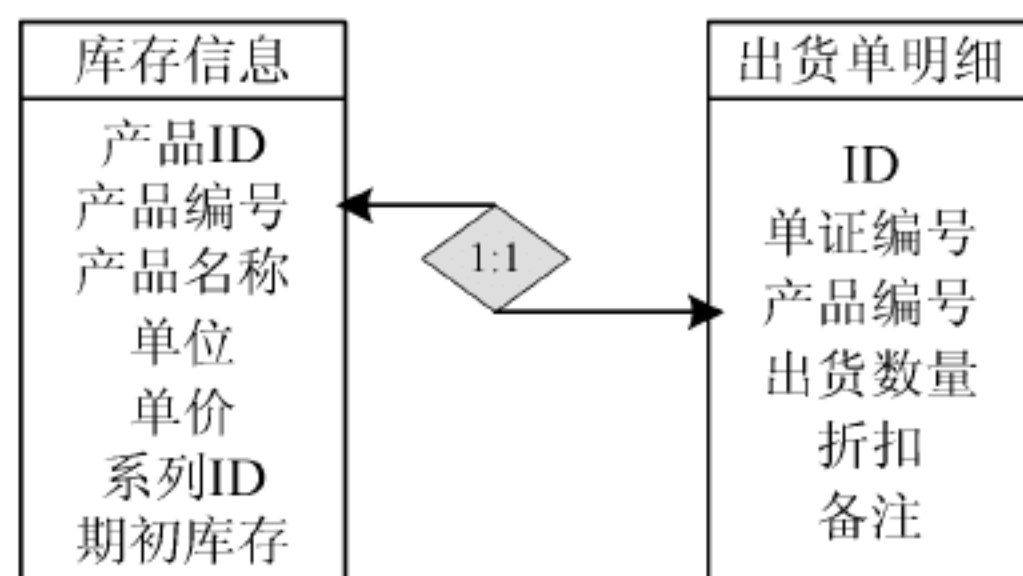 库存信息
产品ID
产品编号
产品名称
单位
单价
系列ID
期初库存
1:1
出货单明细
ID
单证编号
产品编号
出货数量
折扣
备注